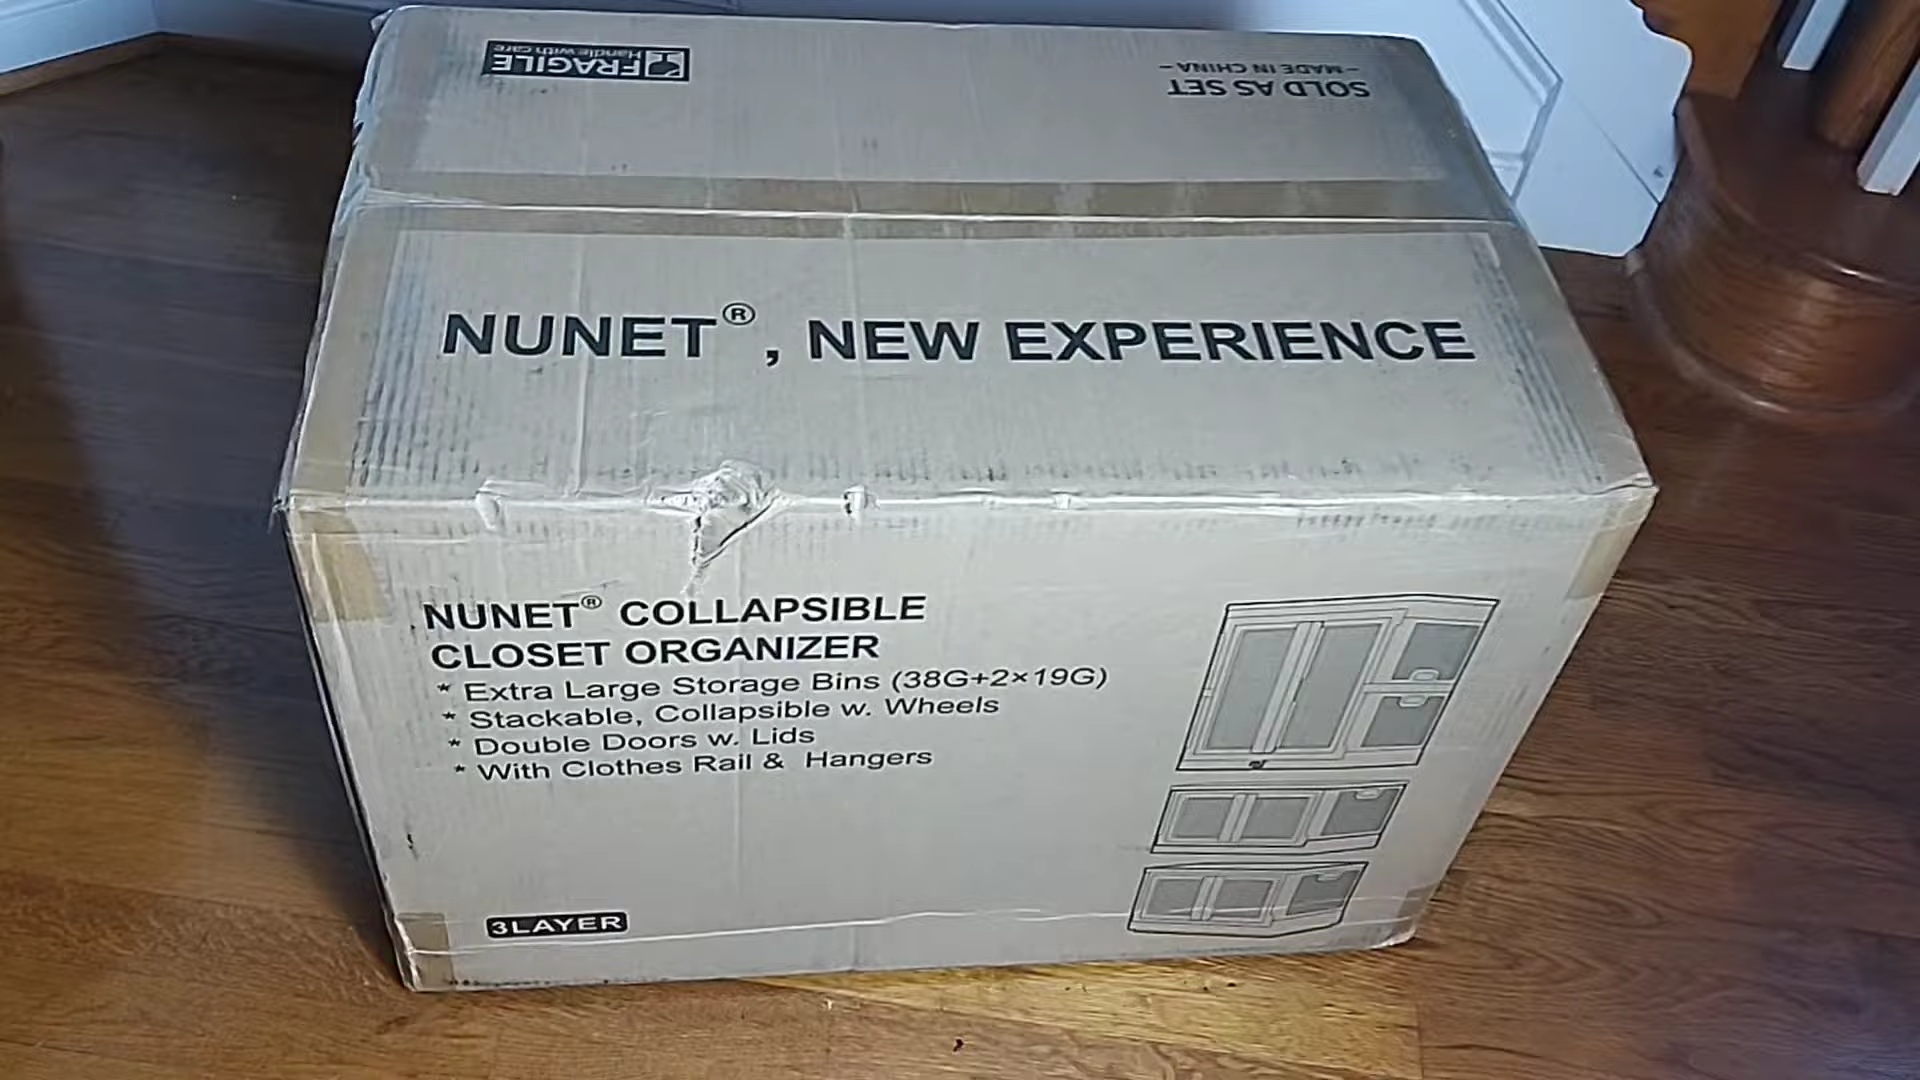 FRAGILE
Handle with care
SOLD AS SET
–MADE IN CHINA–
NUNET®, NEW EXPERIENCE
NUNET® COLLAPSIBLE
CLOSET ORGANIZER
* Extra Large Storage Bins (38G+2×19G)
* Stackable, Collapsible w. Wheels
* Double Doors w. Lids
* With Clothes Rail & Hangers
3LAYER